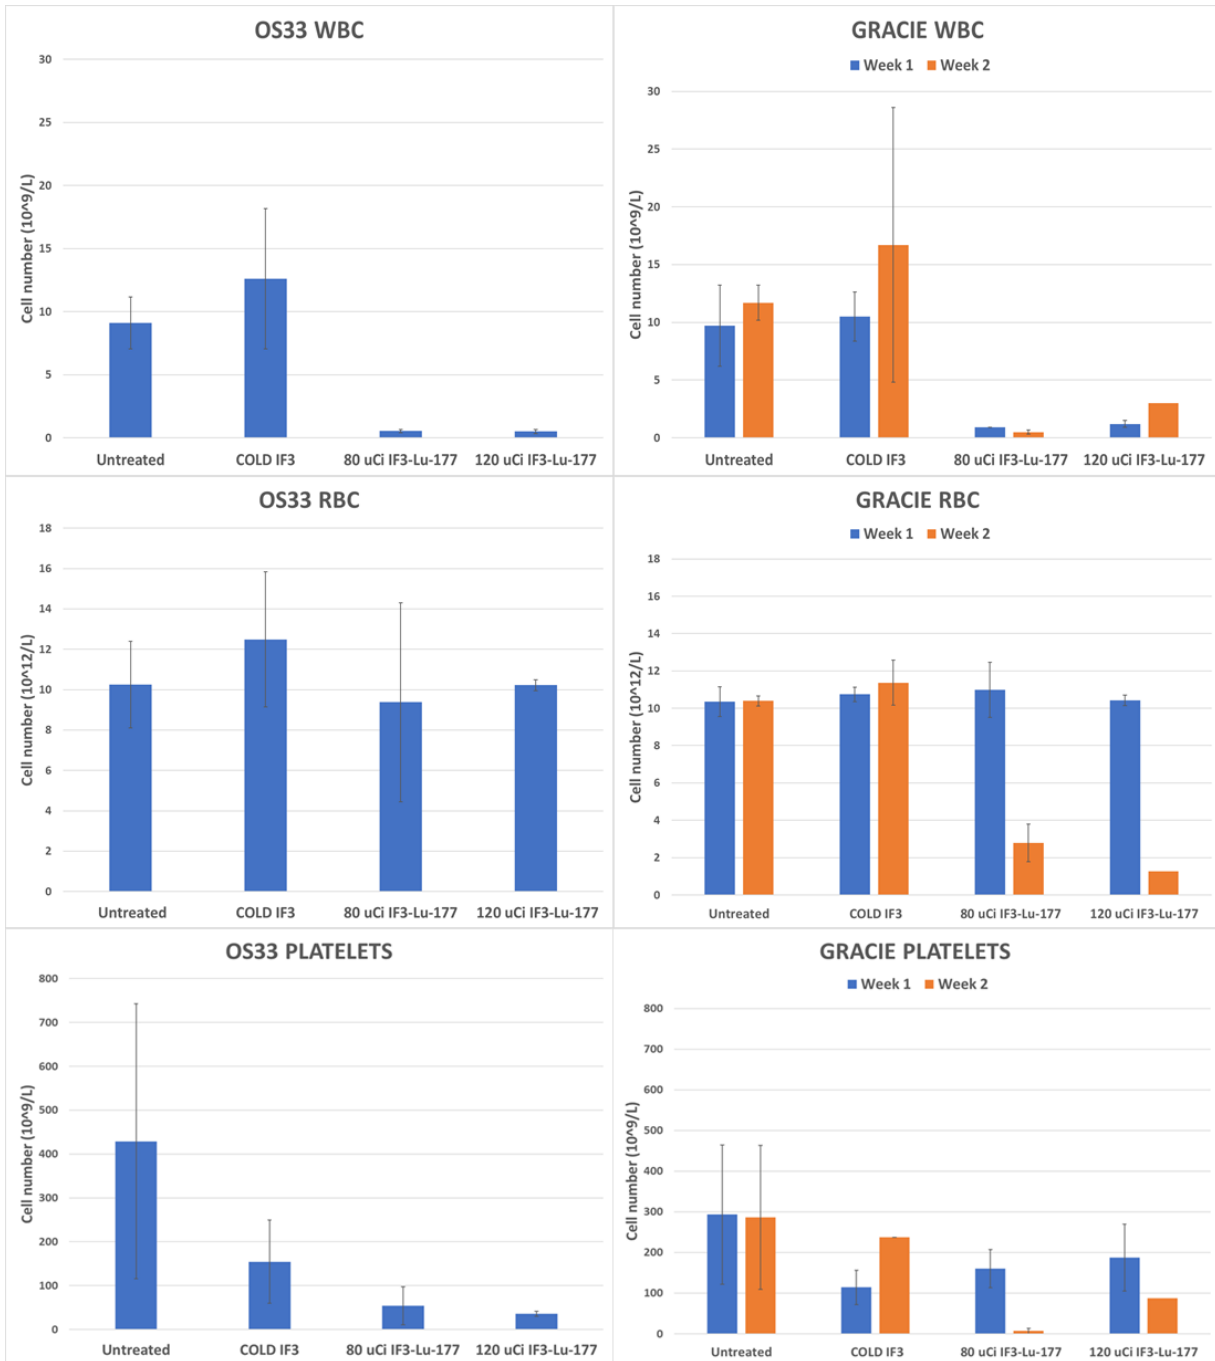 OS33 WBC
30
25
20
15
10
5
0
Cell number (10^9/L)
Untreated COLD IF3 80 uCi IF3-Lu-177 120 uCi IF3-Lu-177
GRACIE WBC
Week 1 Week 2
30
25
20
15
10
5
0
Cell number (10^9/L)
Untreated COLD IF3 80 uCi IF3-Lu-177 120 uCi IF3-Lu-177
OS33 RBC
18
16
14
12
10
8
6
4
2
0
Cell number (10^12/L)
Untreated COLD IF3 80 uCi IF3-Lu-177 120 uCi IF3-Lu-177
GRACIE RBC
Week 1 Week 2
18
16
14
12
10
8
6
4
2
0
Cell number (10^12/L)
Untreated COLD IF3 80 uCi IF3-Lu-177 120 uCi IF3-Lu-177
OS33 PLATELETS
800
700
600
500
400
300
200
100
0
Cell number (10^9/L)
Untreated COLD IF3 80 uCi IF3-Lu-177 120 uCi IF3-Lu-177
GRACIE PLATELETS
Week 1 Week 2
800
700
600
500
400
300
200
100
0
Cell number (10^9/L)
Untreated COLD IF3 80 uCi IF3-Lu-177 120 uCi IF3-Lu-177